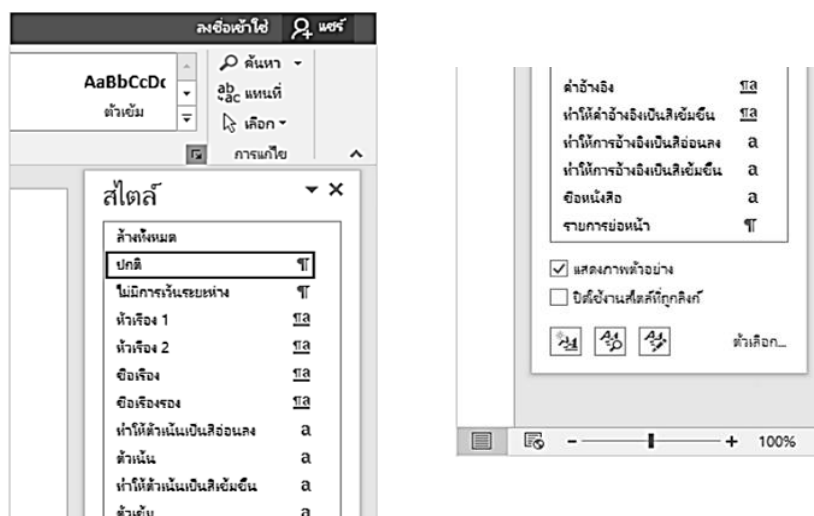 ลงชื่อเข้าใช้ แชร์
AaBbCcDc
ตัวเข้ม
ค้นหา
ab ac แทนที่
เลือก
การแก้ไข
สไตล์
ล้างทั้งหมด
ปกติ ¶
ไม่มีการเว้นระยะห่าง ¶
หัวเรื่อง 1 ¶a
หัวเรื่อง 2 ¶a
ชื่อเรื่อง ¶a
ชื่อเรื่องรอง ¶a
ทำให้ตัวเน้นเป็นสีอ่อนลง a
ตัวเน้น a
ทำให้ตัวเน้นเป็นสีเข้มขึ้น a
ตัวเข้ม a
คำอ้างอิง ¶a
ทำให้คำอ้างอิงเป็นสีเข้มขึ้น ¶a
ทำให้การอ้างอิงเป็นสีอ่อนลง a
ทำให้การอ้างอิงเป็นสีเข้มขึ้น a
ชื่อหนังสือ a
รายการย่อหน้า ¶
แสดงภาพตัวอย่าง
ปิดใช้งานสไตล์ที่ถูกลิงก์
ตัวเลือก...
- + 100%